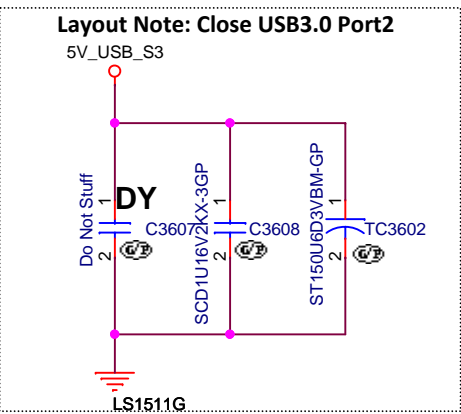 Layout Note: Close USB3.0 Port2
5V_USB_S3
Do Not Stuff
1
2
DY
C3607
G/P
SCD1U16V2KX-3GP
1
2
C3608
G/P
ST150U6D3VBM-GP
1
2
TC3602
G/P
LS1511G